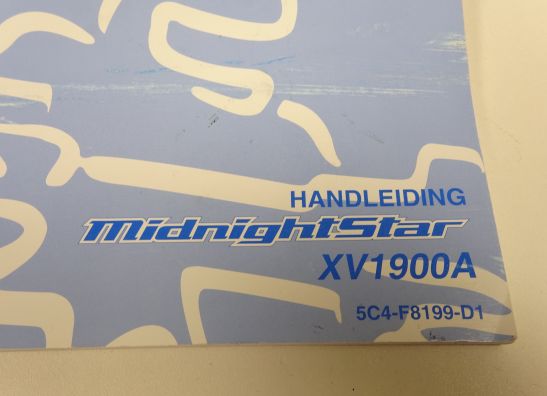 HANDLEIDING
MidnightStar
XV1900A
5C4-F8199-D1